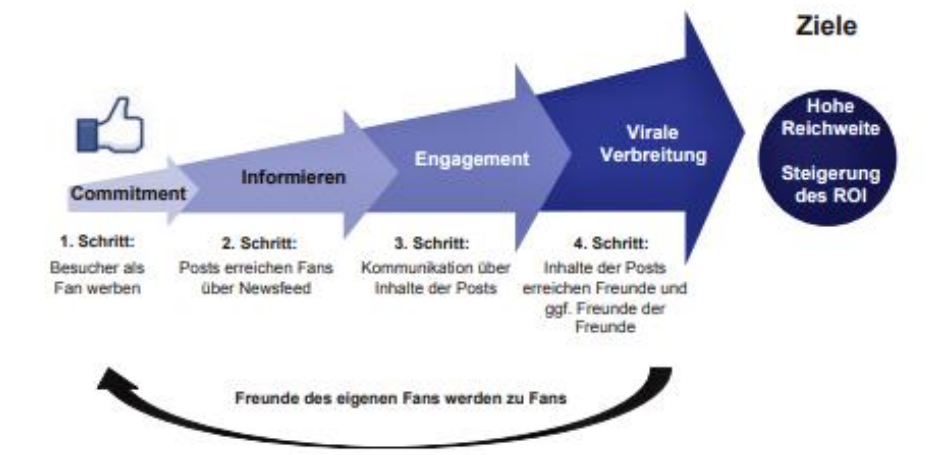 Ziele
Hohe
Reichweite
Steigerung
des ROI
Commitment
Informieren
Engagement
Virale
Verbreitung
1. Schritt:
Besucher als
Fan werben
2. Schritt:
Posts erreichen Fans
über Newsfeed
3. Schritt:
Kommunikation über
Inhalte der Posts
4. Schritt:
Inhalte der Posts
erreichen Freunde und
ggf. Freunde der
Freunde
Freunde des eigenen Fans werden zu Fans